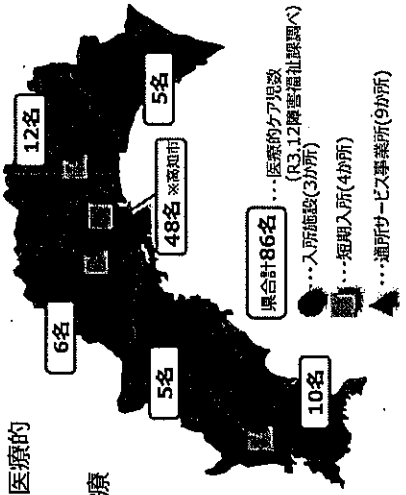 医療的
療
12名
5名
48名 ※高知市
6名
5名
10名
県合計86名…医療的ケア児数
(R3.12障害福祉課調べ)
…入所施設(3か所)
…短期入所(4か所)
…通所サービス事業所(9か所)